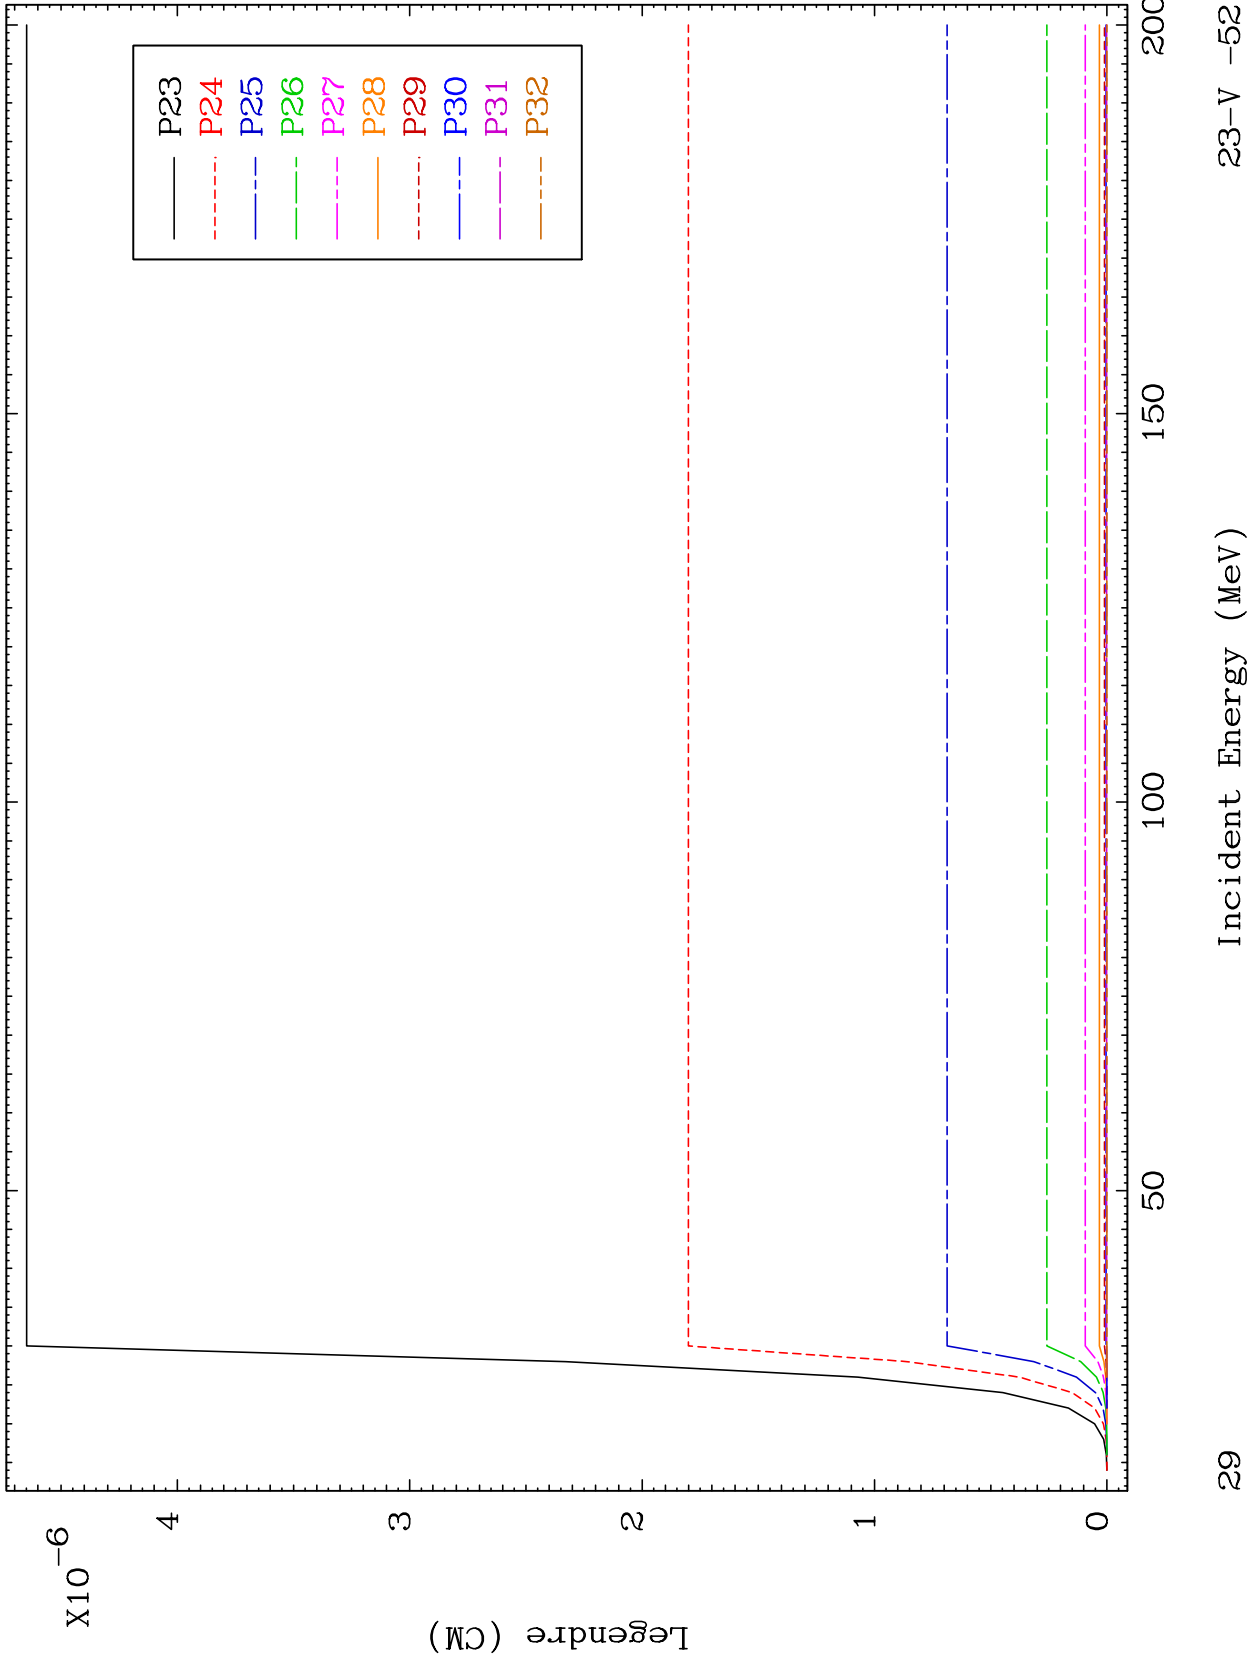 X10-6
Legendre (CM)
4
3
2
1
0
P23
P24
P25
P26
P27
P28
P29
P30
P31
P32
50
100
150
200
Incident Energy (MeV)
29
23-V -52